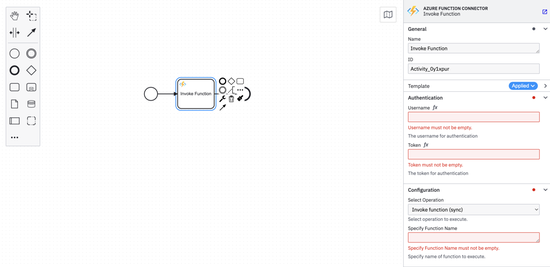 AZURE FUNCTION CONNECTOR
Invoke Function
General
Name
Invoke Function
ID
Activity_0y1xpur
Template
Applied
Authentication
Username fx
Username must not be empty.
The username for authentication
Token fx
Token must not be empty.
The token for authentication
Configuration
Select Operation
Invoke function (sync)
Select operation to execute.
Specify Function Name
Specify Function Name must not be empty.
Specify name of function to execute.
Invoke Function